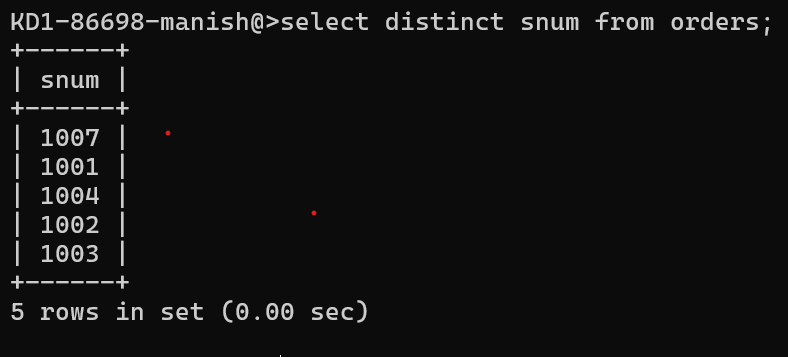 KD1-86698-manish@>select distinct snum from orders;
+------+
| snum |
+------+
| 1007 |
| 1001 |
| 1004 |
| 1002 |
| 1003 |
+------+
5 rows in set (0.00 sec)